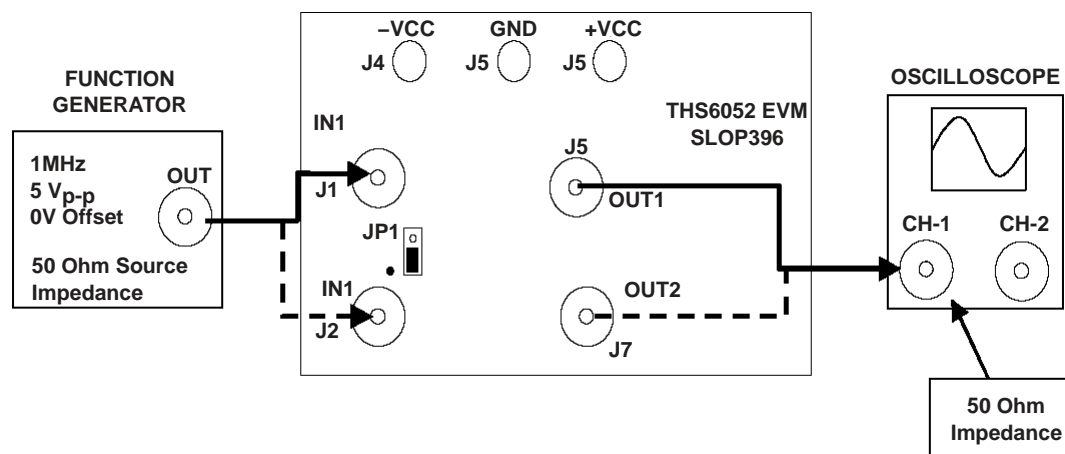 –VCC
GND
+VCC
J4
J5
J5
FUNCTION
GENERATOR
OSCILLOSCOPE
THS6052 EVM
SLOP396
IN1
J5
1MHz
5 Vp-p
0V Offset
OUT
J1
OUT1
JP1
CH-1
CH-2
50 Ohm Source
Impedance
IN1
OUT2
J2
J7
50 Ohm
Impedance